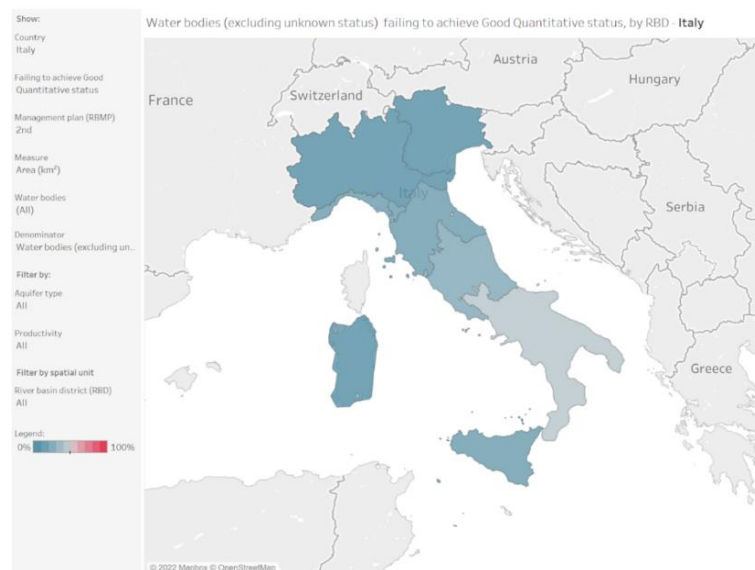 Show:
Country
Italy
Failing to achieve Good
Quantitative status
Management plan (RBMP)
2nd
Measure
Area (km²)
Water bodies
(All)
Denominator
Water bodies (excluding un..
Filter by:
Aquifer type
All
Productivity
All
Filter by spatial unit
River basin district (RBD)
All
Legend:
0% 100%
Water bodies (excluding unknown status) failing to achieve Good Quantitative status, by RBD - Italy
Austria
Hungary
France
Switzerland
Italy
Serbia
Greece
© 2022 Mapbox © OpenStreetMap